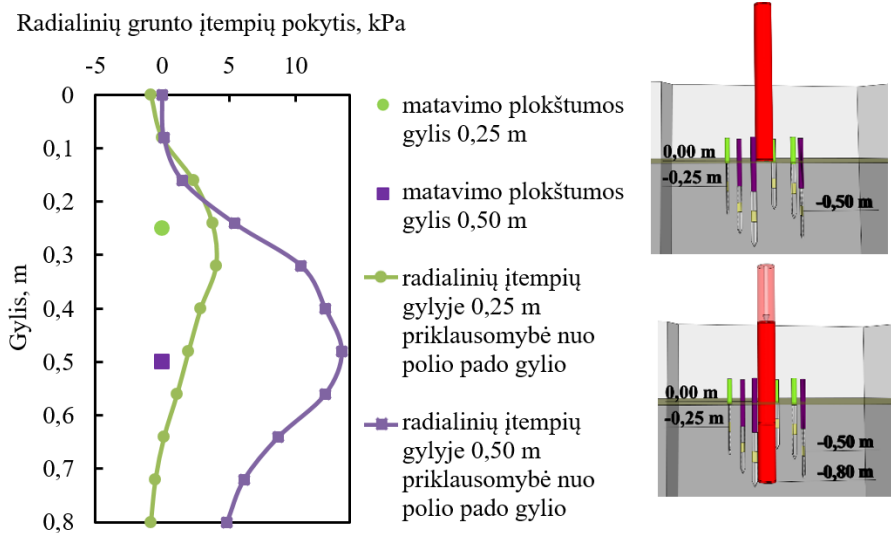 Radialinių grunto įtempių pokytis, kPa
-5 0 5 10
0
0,1
0,2
0,3
0,4
0,5
0,6
0,7
0,8
Gylis, m
matavimo plokštumos
gylis 0,25 m
matavimo plokštumos
gylis 0,50 m
radialinių įtempių
gylyje 0,25 m
priklausomybė nuo
polio pado gylio
radialinių įtempių
gylyje 0,50 m
priklausomybė nuo
polio pado gylio
0,00 m
-0,25 m
-0,50 m
0,00 m
-0,25 m
-0,50 m
-0,80 m